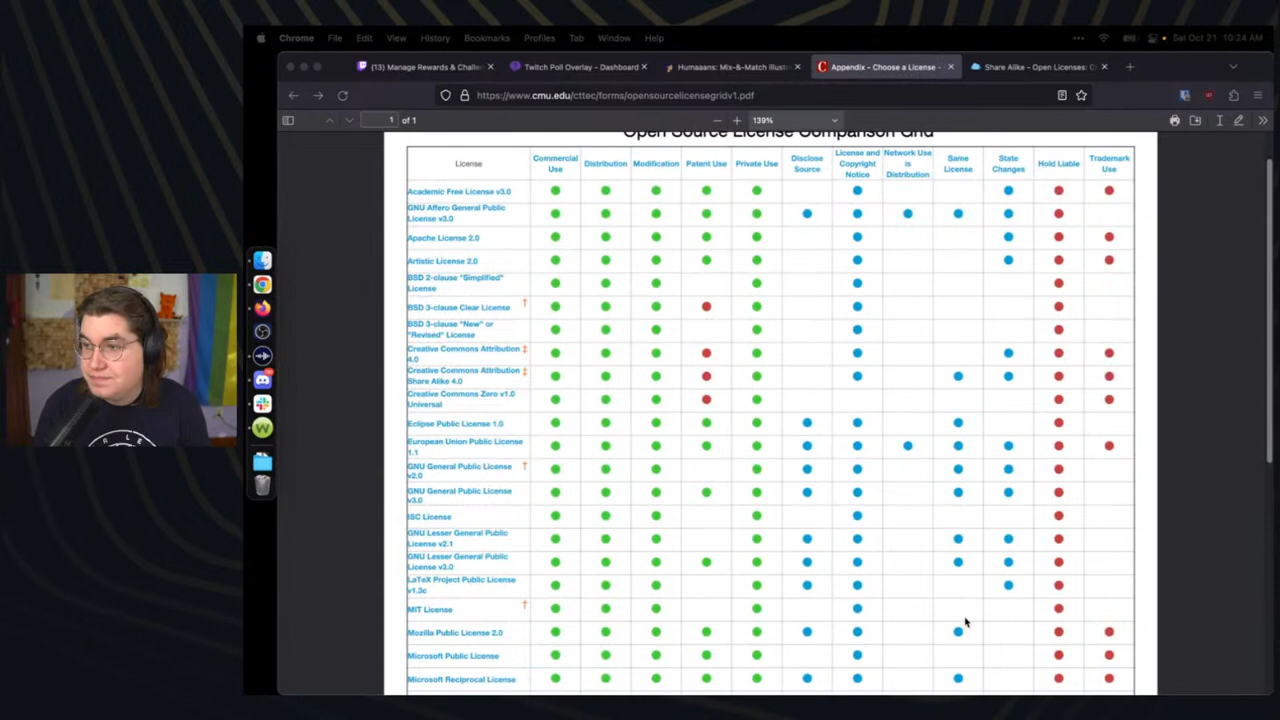 Chrome File Edit View History Bookmarks Profiles Tab Window Help Sat Oct 21 10:24 AM
(13) Manage Rewards & Challe
Twitch Poll Overlay - Dashboard
Humaaans: Mix-&-Match Illust
Appendix - Choose a License -
Share Alike - Open Licenses: C
https://www.cmu.edu/cttec/forms/opensourcelicensegridv1.pdf
1 of 1 139%
Open Source License Comparison Grid
License
Commercial
Use
Distribution
Modification
Patent Use
Private Use
Disclose
Source
License and
Copyright
Notice
Network Use
is
Distribution
Same
License
State
Changes
Hold Liable
Trademark
Use
Academic Free License v3.0
GNU Affero General Public
License v3.0
Apache License 2.0
Artistic License 2.0
BSD 2-clause "Simplified"
License
BSD 3-clause Clear License †
BSD 3-clause "New" or
"Revised" License
Creative Commons Attribution ‡
4.0
Creative Commons Attribution ‡
Share Alike 4.0
Creative Commons Zero v1.0
Universal
Eclipse Public License 1.0
European Union Public License
1.1
GNU General Public License †
v2.0
GNU General Public License
v3.0
ISC License
GNU Lesser General Public
License v2.1
GNU Lesser General Public
License v3.0
LaTeX Project Public License
v1.3c
MIT License †
Mozilla Public License 2.0
Microsoft Public License
Microsoft Reciprocal License